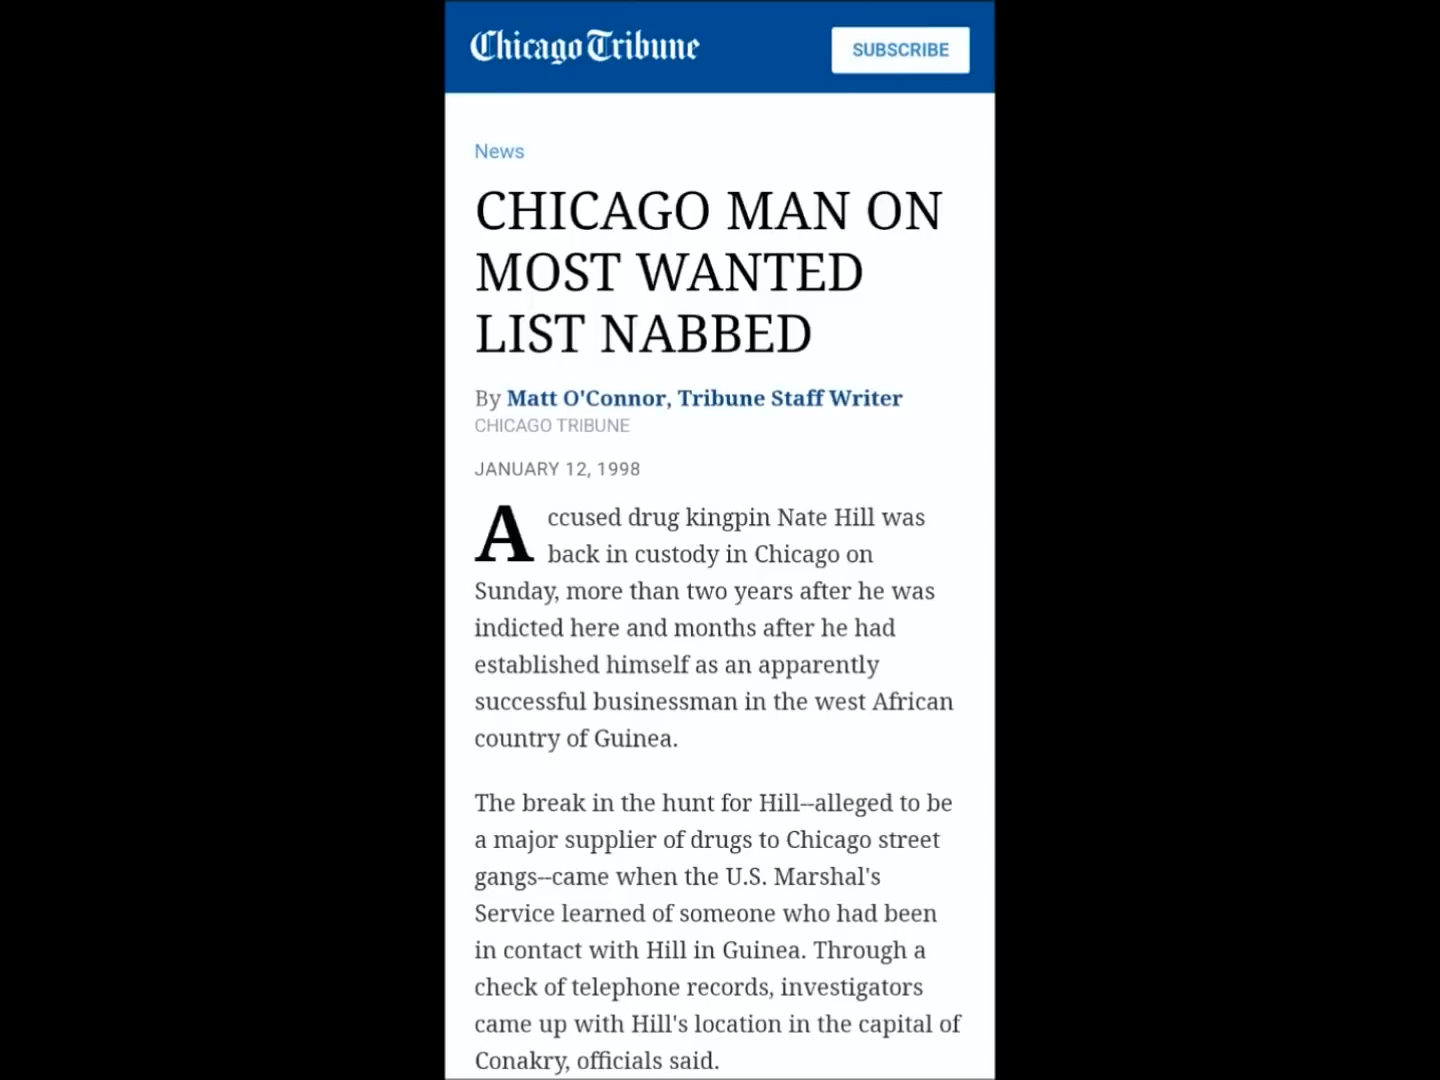 Chicago Tribune
SUBSCRIBE
News
CHICAGO MAN ON
MOST WANTED
LIST NABBED
By Matt O'Connor, Tribune Staff Writer
CHICAGO TRIBUNE
JANUARY 12, 1998
Accused drug kingpin Nate Hill was
back in custody in Chicago on
Sunday, more than two years after he was
indicted here and months after he had
established himself as an apparently
successful businessman in the west African
country of Guinea.
The break in the hunt for Hill--alleged to be
a major supplier of drugs to Chicago street
gangs--came when the U.S. Marshal's
Service learned of someone who had been
in contact with Hill in Guinea. Through a
check of telephone records, investigators
came up with Hill's location in the capital of
Conakry, officials said.